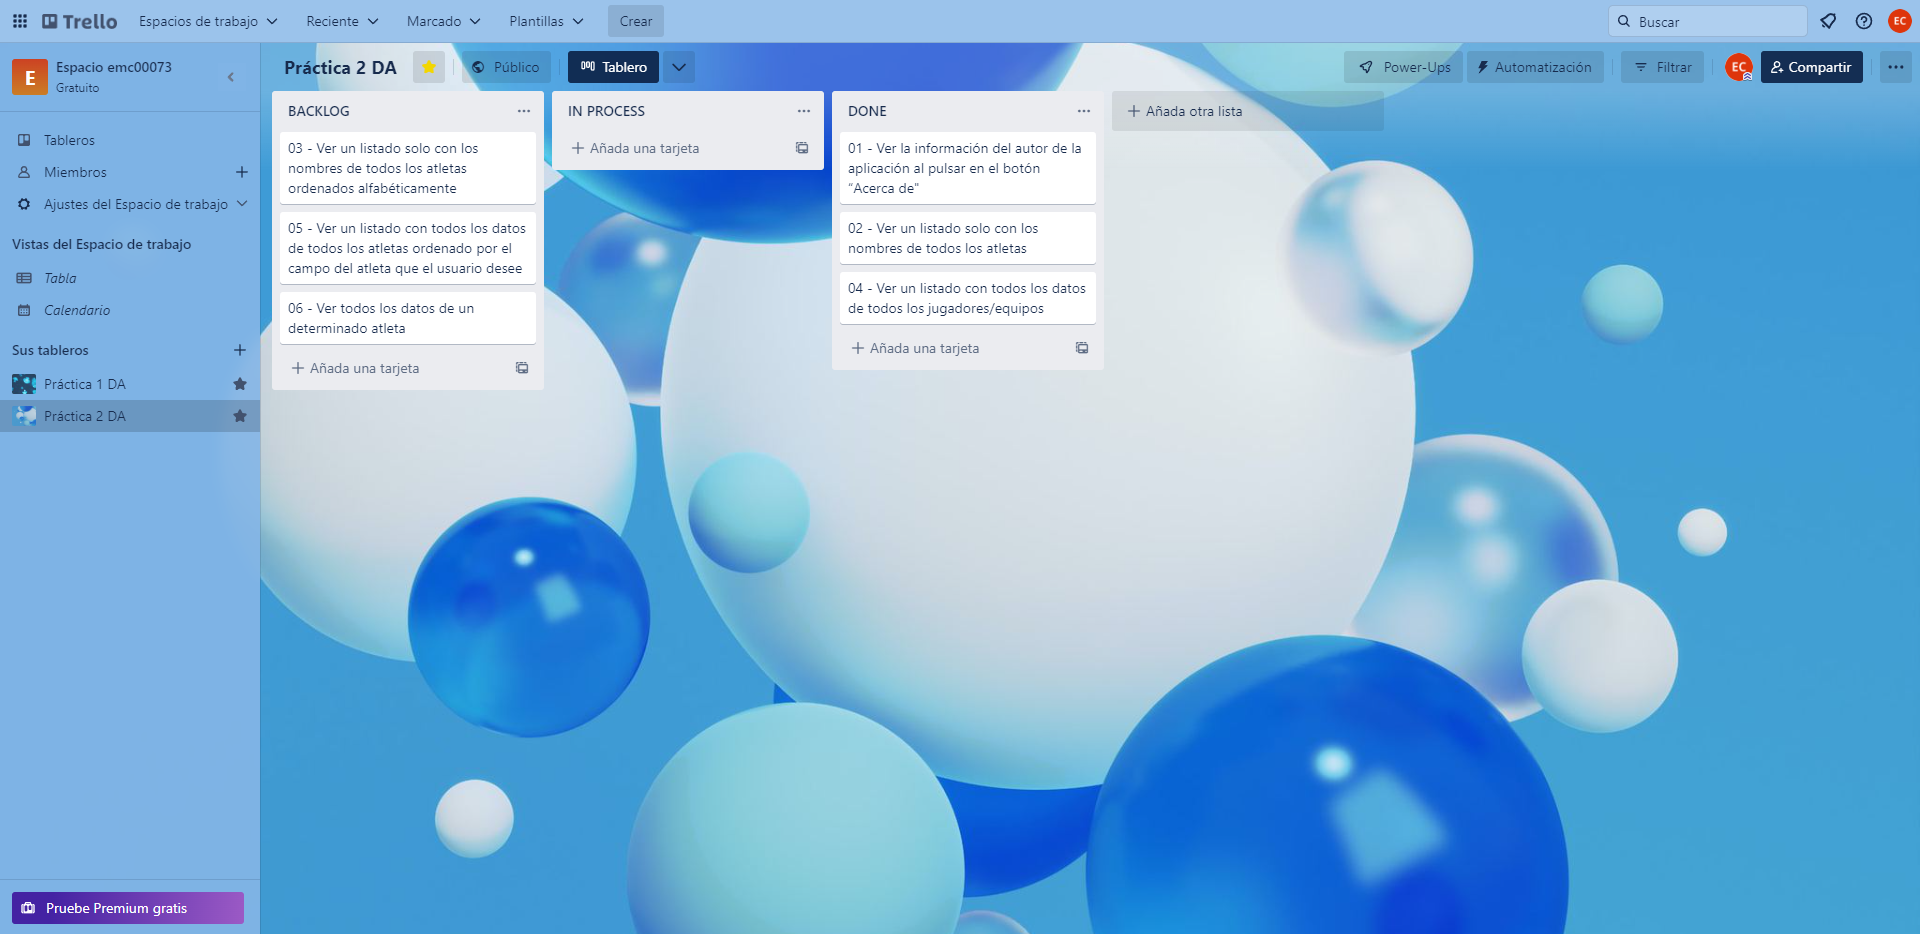 Trello
Espacios de trabajo
Reciente
Marcado
Plantillas
Crear
Buscar
EC
E
Espacio emc00073
Gratuito
Práctica 2 DA
Público
Tablero
Power-Ups
Automatización
Filtrar
EC
Compartir
Tableros
Miembros
Ajustes del Espacio de trabajo
Vistas del Espacio de trabajo
Tabla
Calendario
Sus tableros
Práctica 1 DA
Práctica 2 DA
Pruebe Premium gratis
BACKLOG
03 - Ver un listado solo con los
nombres de todos los atletas
ordenados alfabéticamente
05 - Ver un listado con todos los datos
de todos los atletas ordenado por el
campo del atleta que el usuario desee
06 - Ver todos los datos de un
determinado atleta
Añada una tarjeta
IN PROCESS
Añada una tarjeta
DONE
01 - Ver la información del autor de la
aplicación al pulsar en el botón
“Acerca de"
02 - Ver un listado solo con los
nombres de todos los atletas
04 - Ver un listado con todos los datos
de todos los jugadores/equipos
Añada una tarjeta
Añada otra lista